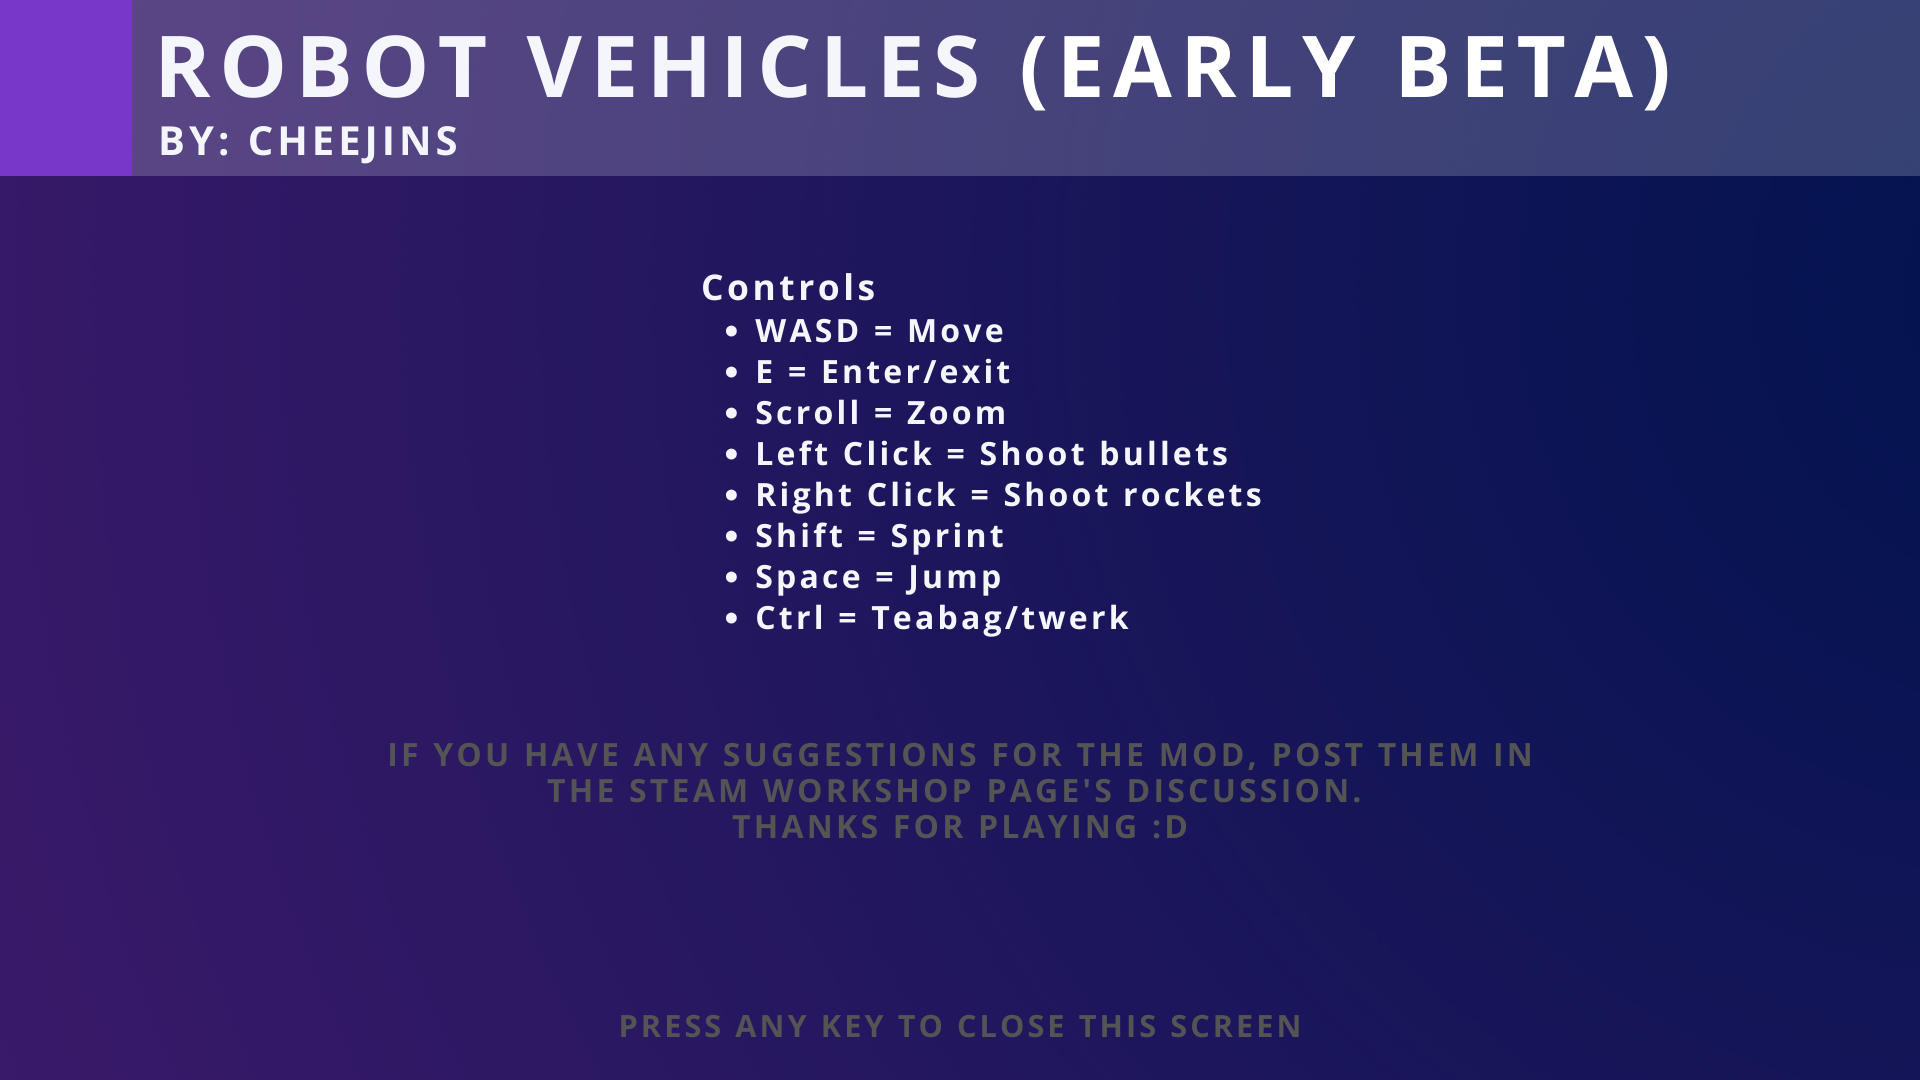 ROBOT VEHICLES (EARLY BETA)
BY: CHEEJINS
Controls
• WASD = Move
• E = Enter/exit
• Scroll = Zoom
• Left Click = Shoot bullets
• Right Click = Shoot rockets
• Shift = Sprint
• Space = Jump
• Ctrl = Teabag/twerk
IF YOU HAVE ANY SUGGESTIONS FOR THE MOD, POST THEM IN
THE STEAM WORKSHOP PAGE'S DISCUSSION.
THANKS FOR PLAYING :D
PRESS ANY KEY TO CLOSE THIS SCREEN